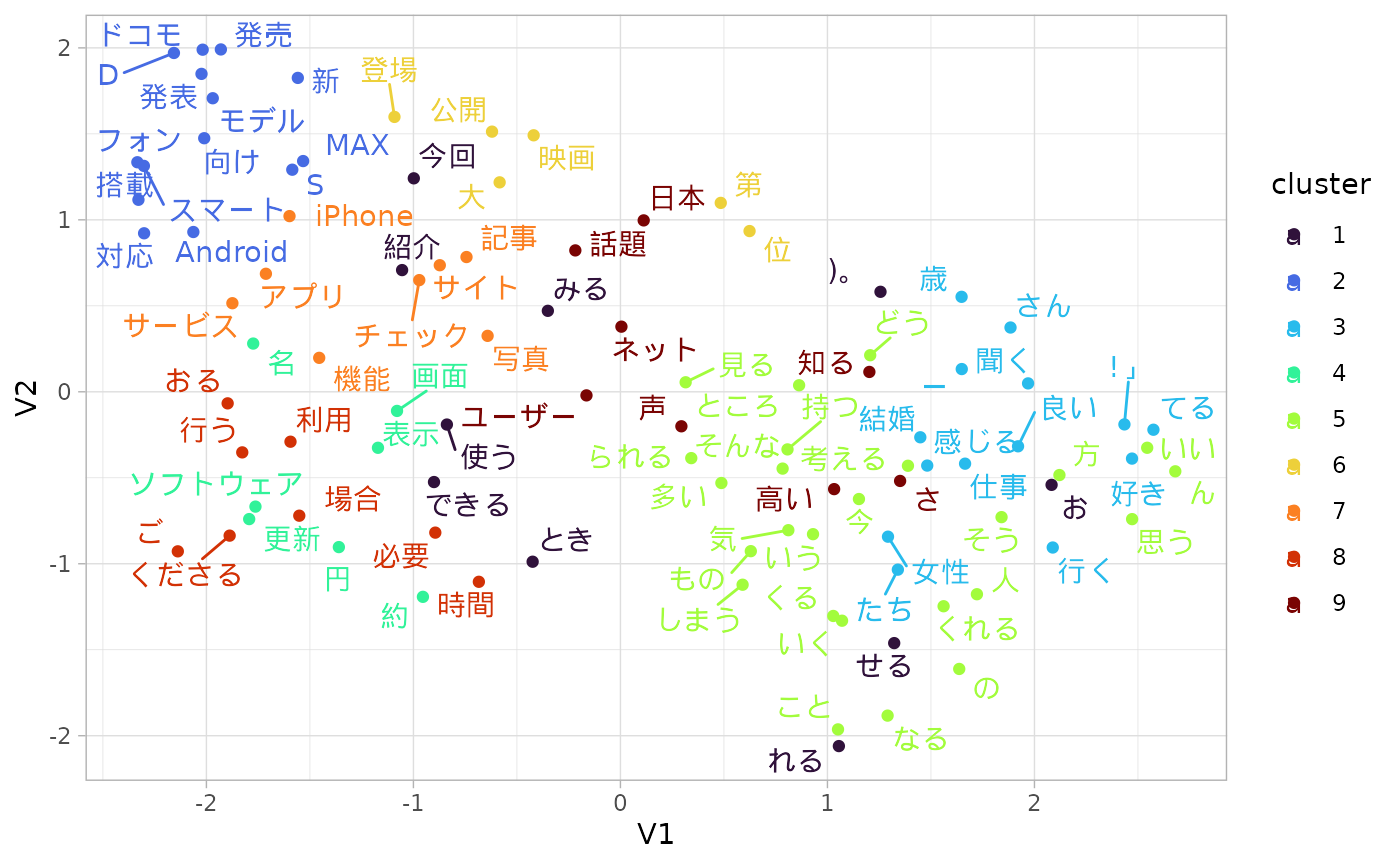 ドコモ
発売
D
発表
新
モデル
フォン
向け
MAX
搭載
S
スマート
対応
Android
iPhone
登場
公開
映画
今回
大
日本
第
位
紹介
記事
話題
アプリ
サイト
みる
サービス
チェック
写真
ネット
名
機能
画面
おる
行う
利用
表示
ユーザー
使う
ソフトウェア
場合
できる
ご
更新
必要
とき
くださる
円
約
時間
)。
歳
さん
どう
見る
知る
聞く
ー
!」
ところ
声
持つ
結婚
良い
てる
られる
そんな
考える
感じる
方
いい
多い
高い
さ
仕事
お
好き
ん
気
今
いう
そう
思う
もの
女性
行く
しまう
くる
たち
人
いく
くれる
せる
の
こと
なる
れる
2
1
0
-1
-2
V2
-2
-1
0
1
2
V1
cluster
a 1
a 2
a 3
a 4
a 5
a 6
a 7
a 8
a 9